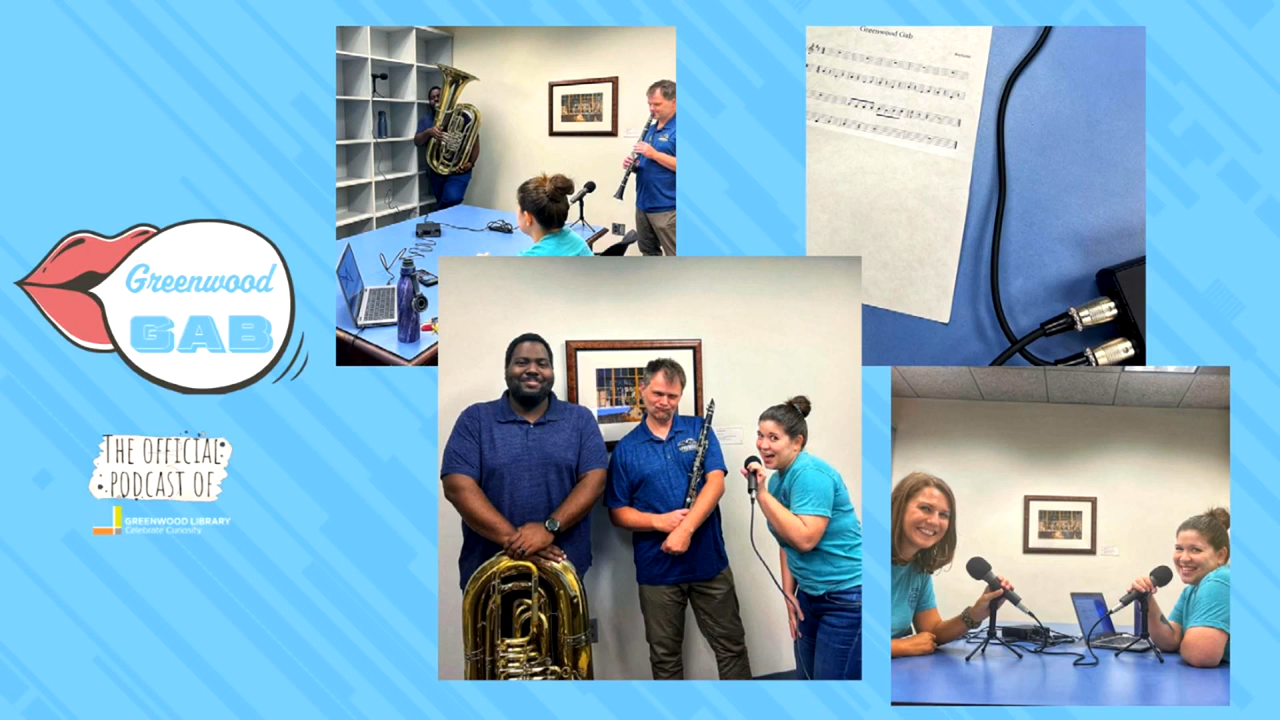 Greenwood
GAB
THE OFFICIAL
PODCAST OF
GREENWOOD LIBRARY
Celebrate Curiosity
Greenwood Gab